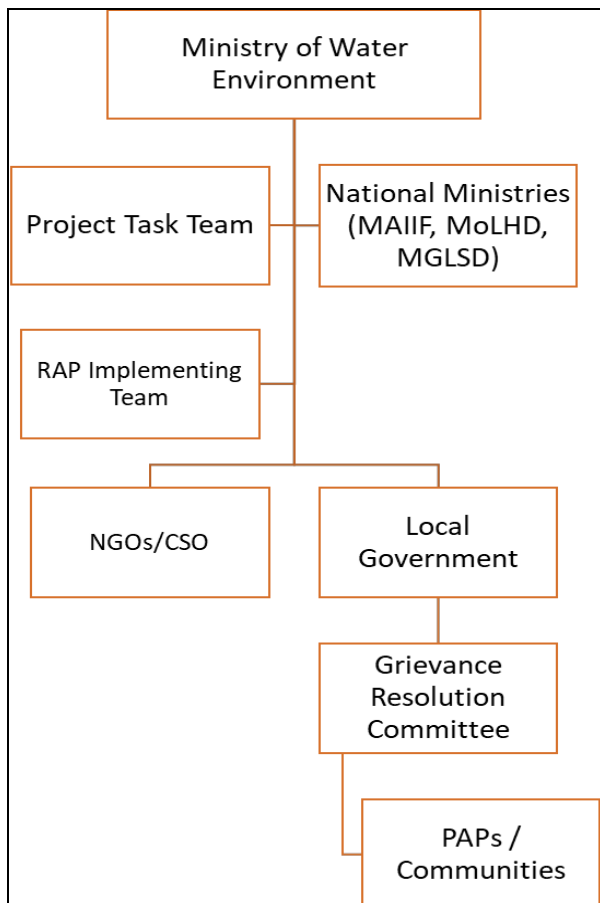 Ministry of Water
Environment
Project Task Team
National Ministries
(MAIIF, MoLHD,
MGLSD)
RAP Implementing
Team
NGOs/CSO
Local
Government
Grievance
Resolution
Committee
PAPs /
Communities